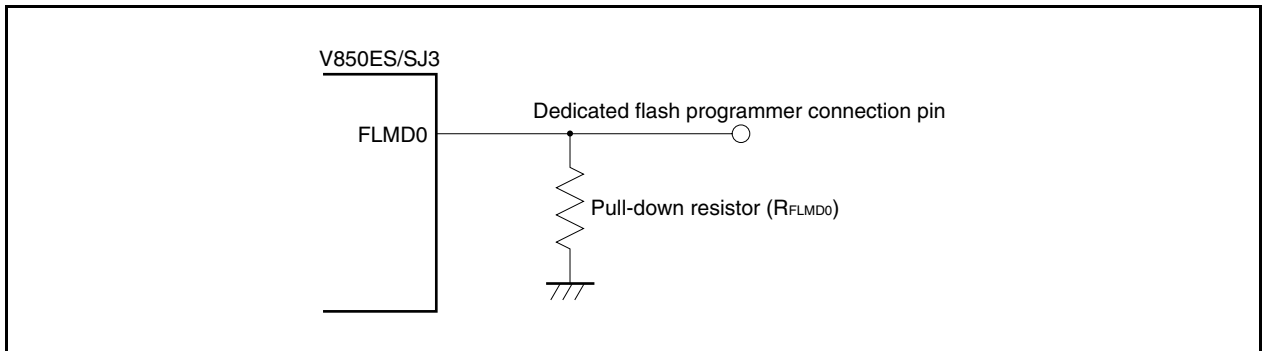 V850ES/SJ3
Dedicated flash programmer connection pin
FLMD0
Pull-down resistor (RFLMD0)